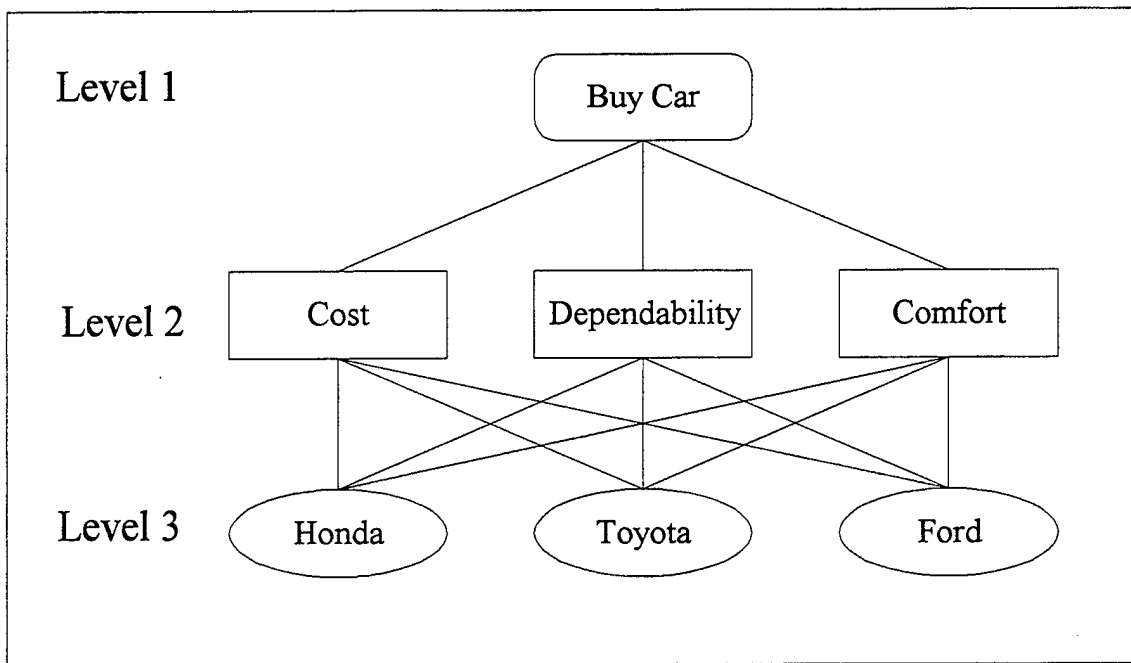 Level 1
Buy Car
Level 2
Cost
Dependability
Comfort
Level 3
Honda
Toyota
Ford